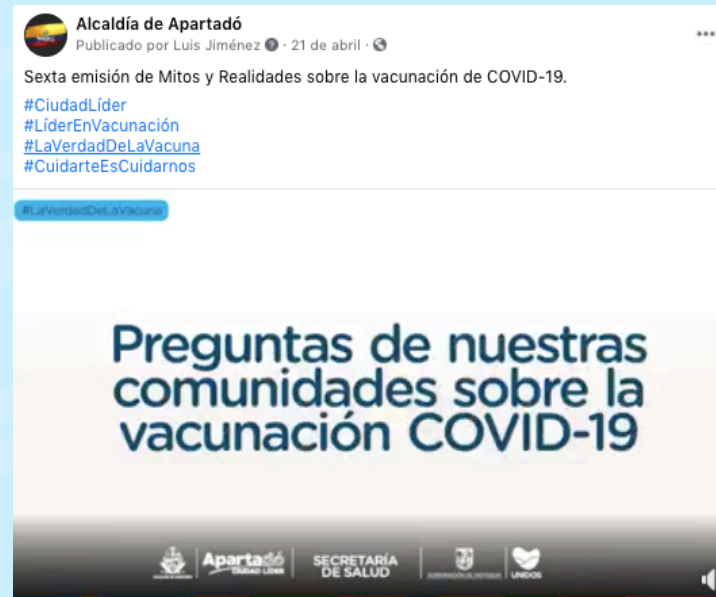 Alcaldía de Apartadó
Publicado por Luis Jiménez · 21 de abril ·
Sexta emisión de Mitos y Realidades sobre la vacunación de COVID-19.
#CiudadLíder
#LíderEnVacunación
#LaVerdadDeLaVacuna
#CuidarteEsCuidarnos
#LaVerdadDeLaVacuna
Preguntas de nuestras
comunidades sobre la
vacunación COVID-19
Apartadó
CIUDAD LÍDER
SECRETARÍA
DE SALUD
UNIDOS